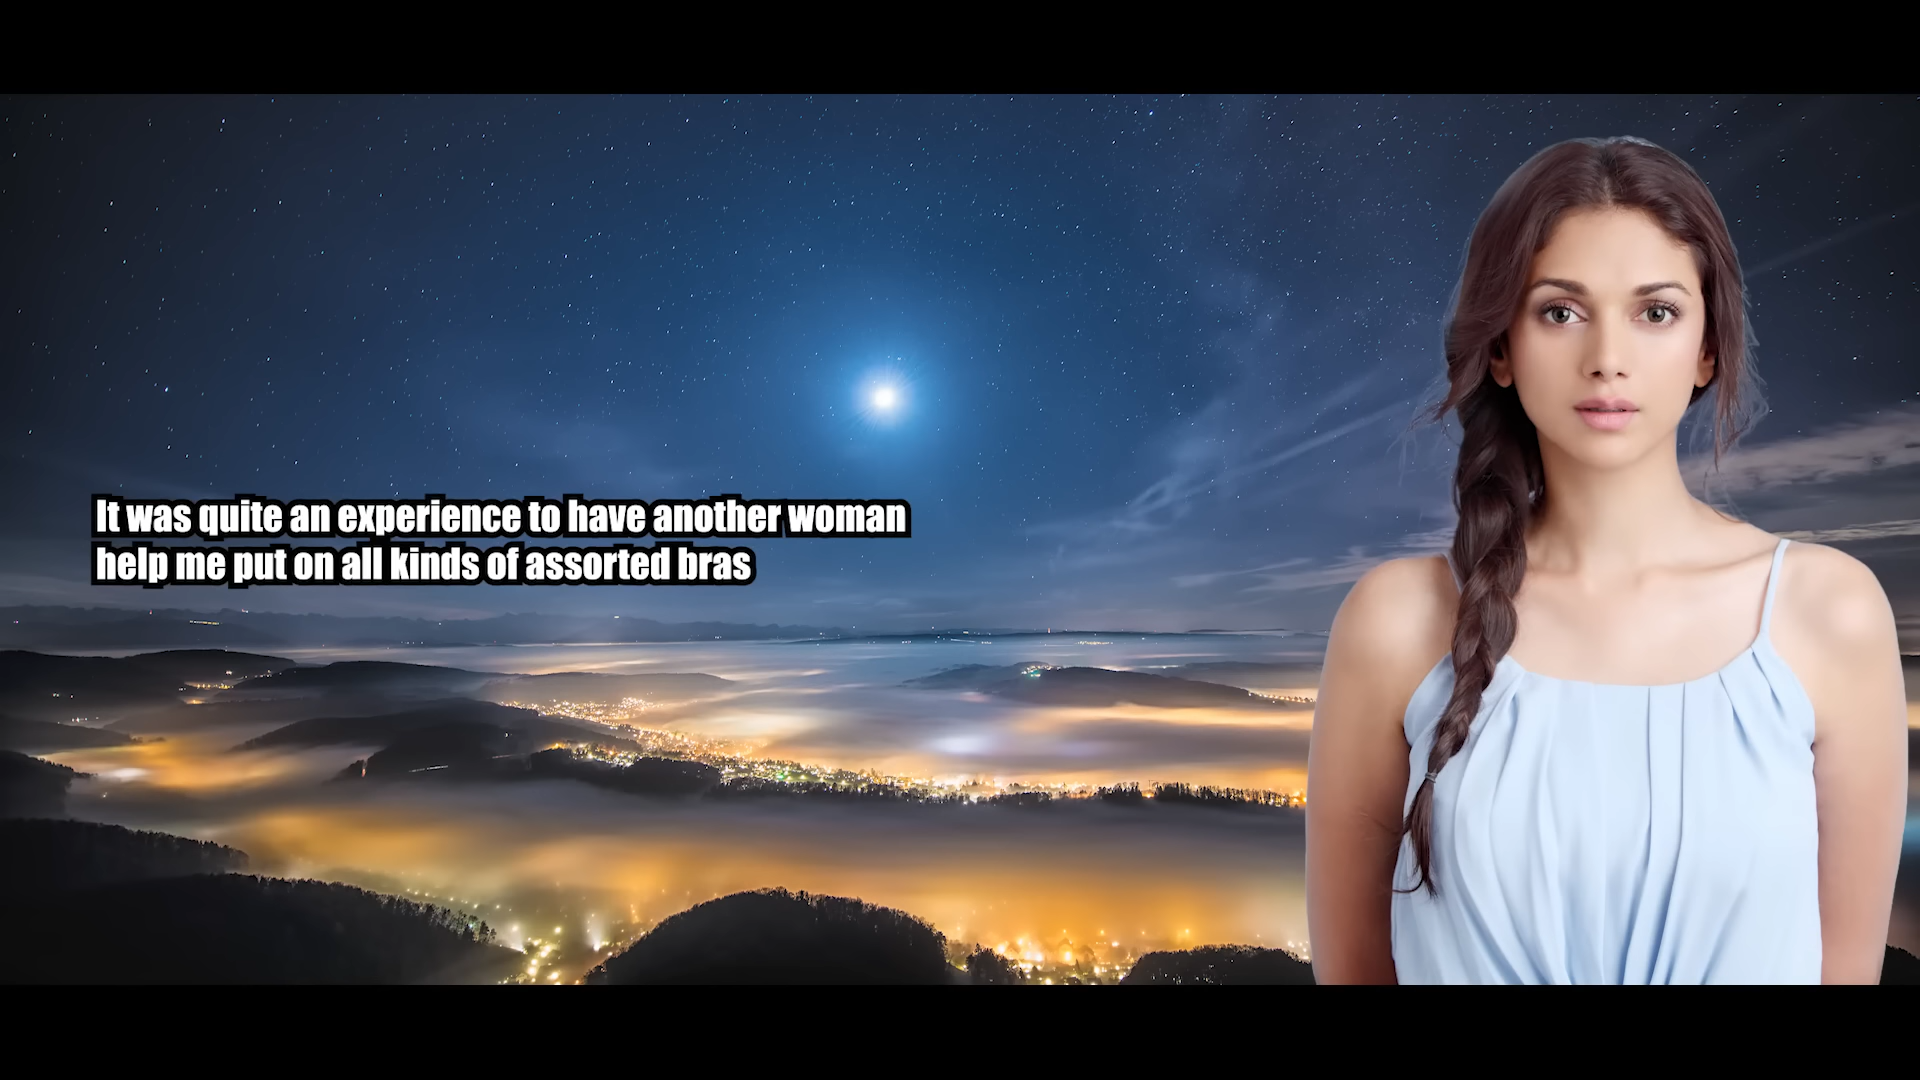 It was quite an experience to have another woman
help me put on all kinds of assorted bras